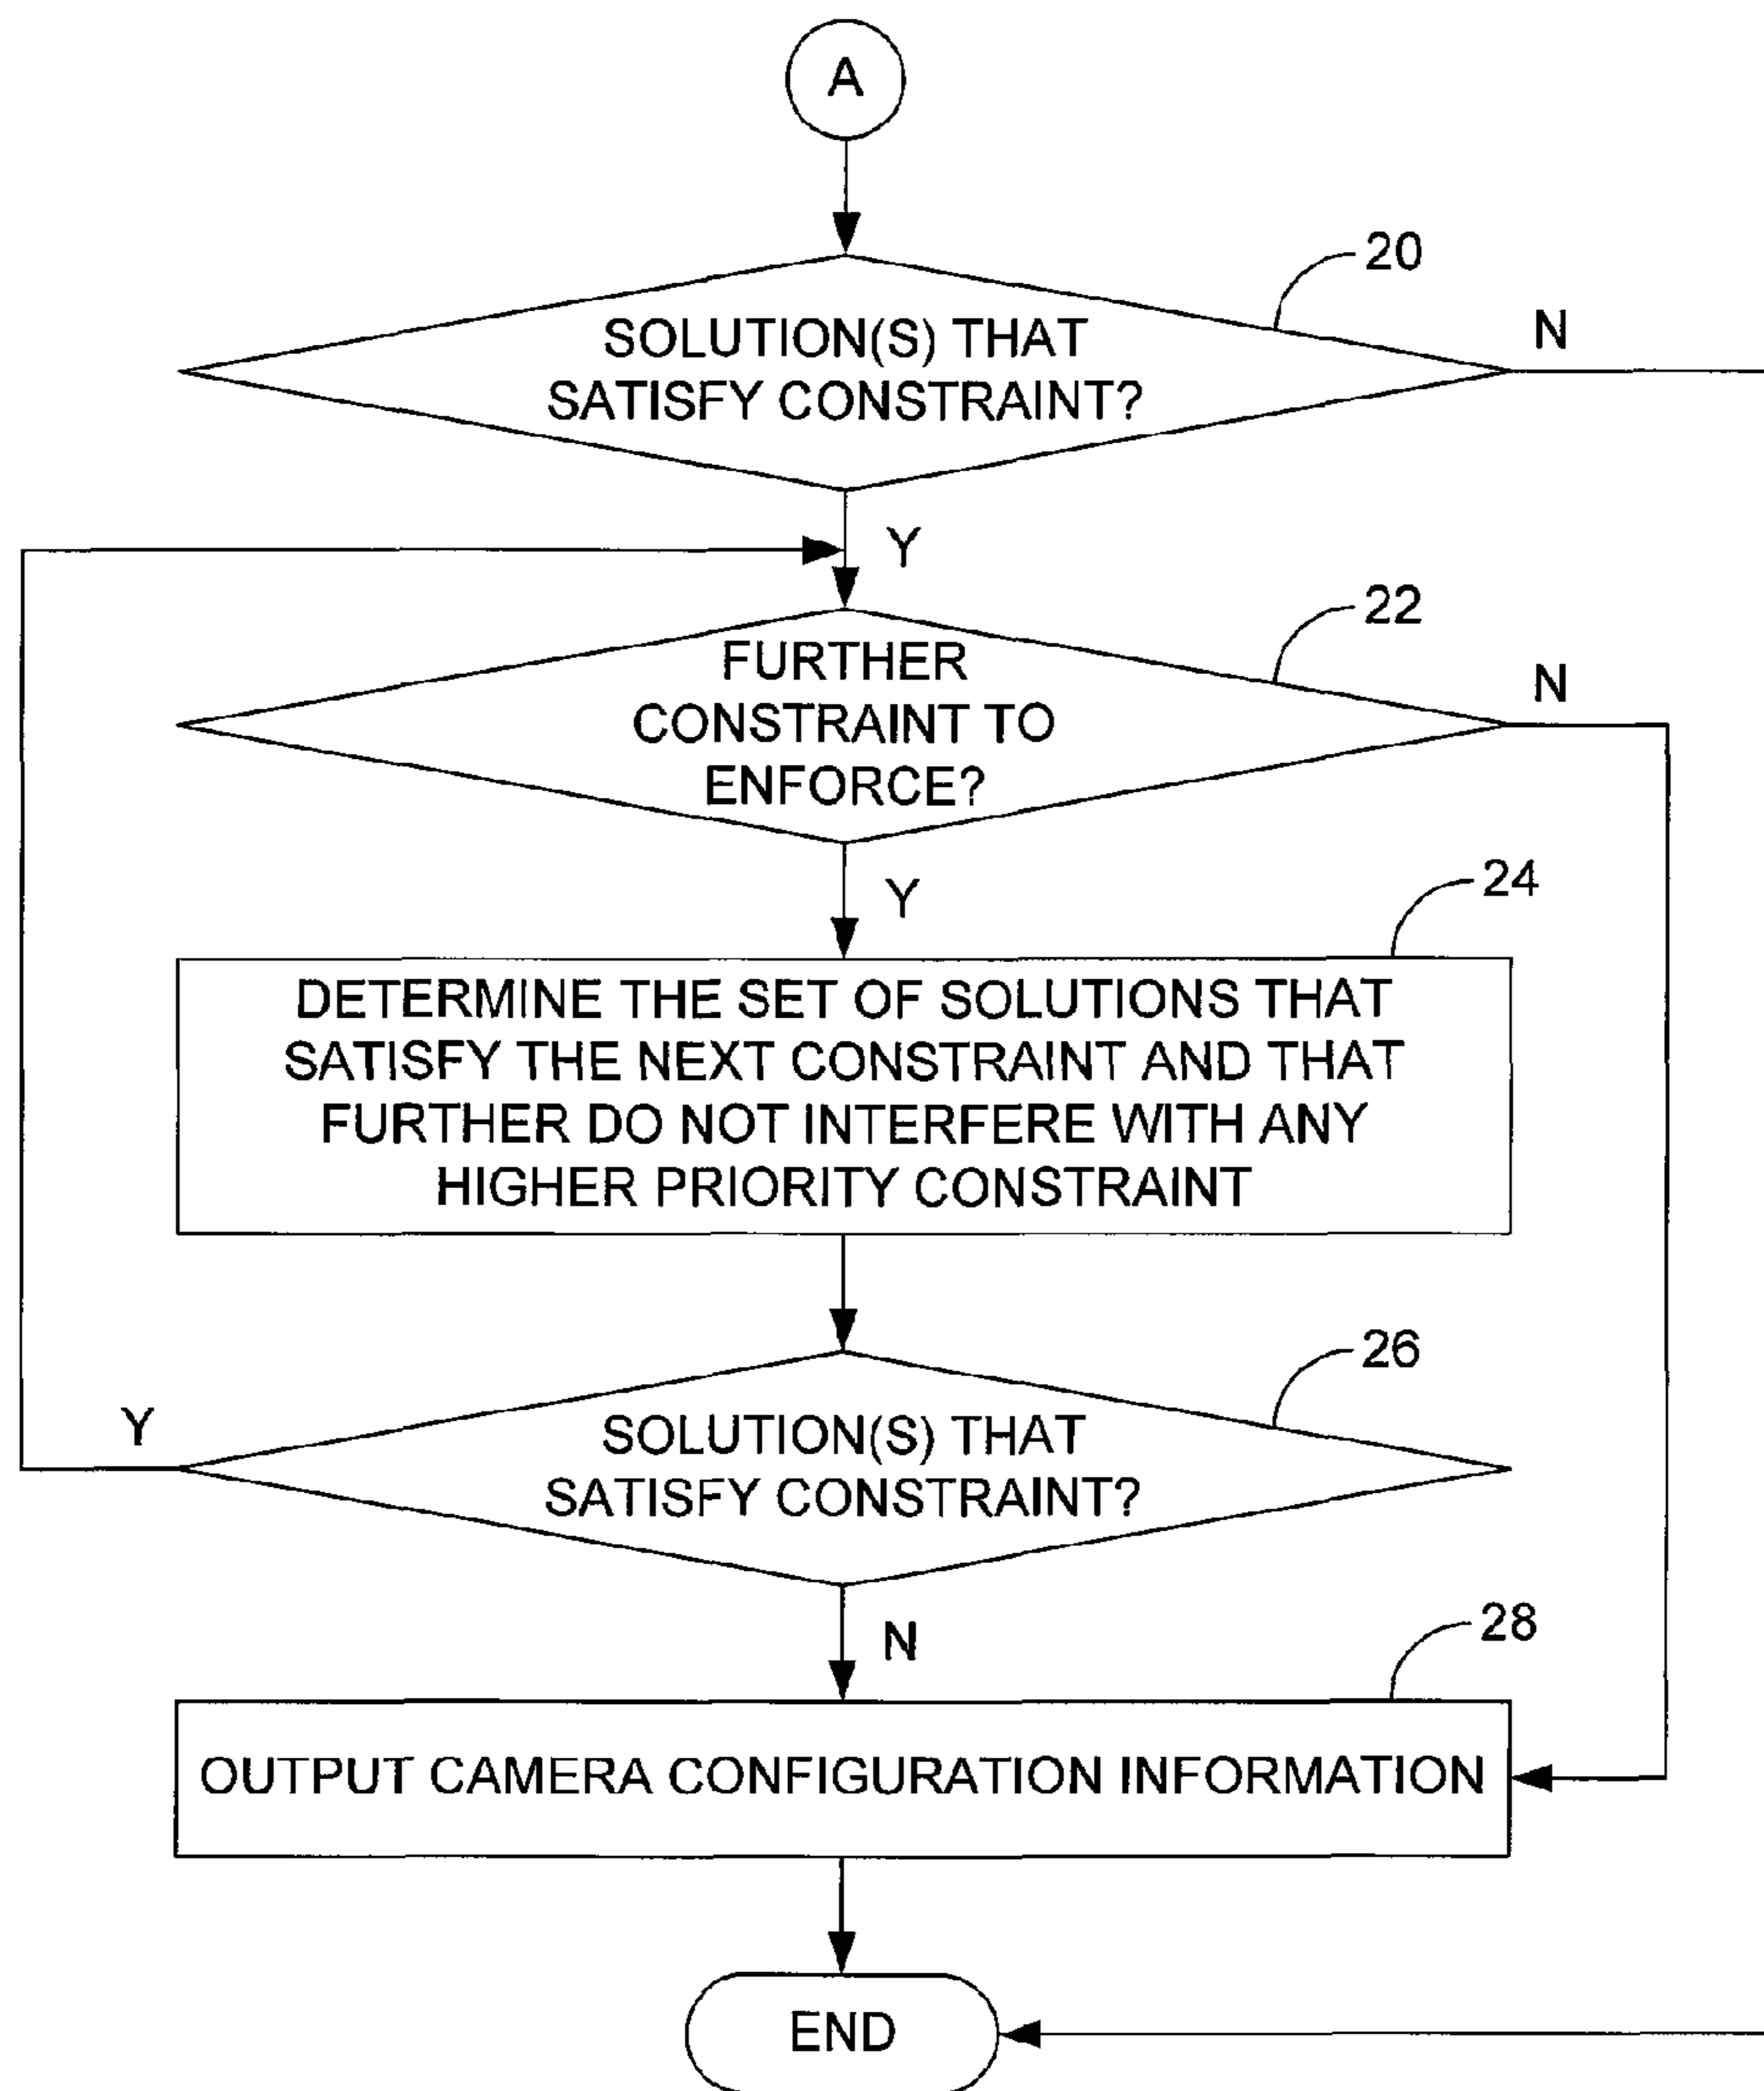 A
20
SOLUTION(S) THAT
SATISFY CONSTRAINT?
N
Y
22
FURTHER
CONSTRAINT TO
ENFORCE?
N
Y
24
DETERMINE THE SET OF SOLUTIONS THAT
SATISFY THE NEXT CONSTRAINT AND THAT
FURTHER DO NOT INTERFERE WITH ANY
HIGHER PRIORITY CONSTRAINT
26
Y
SOLUTION(S) THAT
SATISFY CONSTRAINT?
N
28
OUTPUT CAMERA CONFIGURATION INFORMATION
END